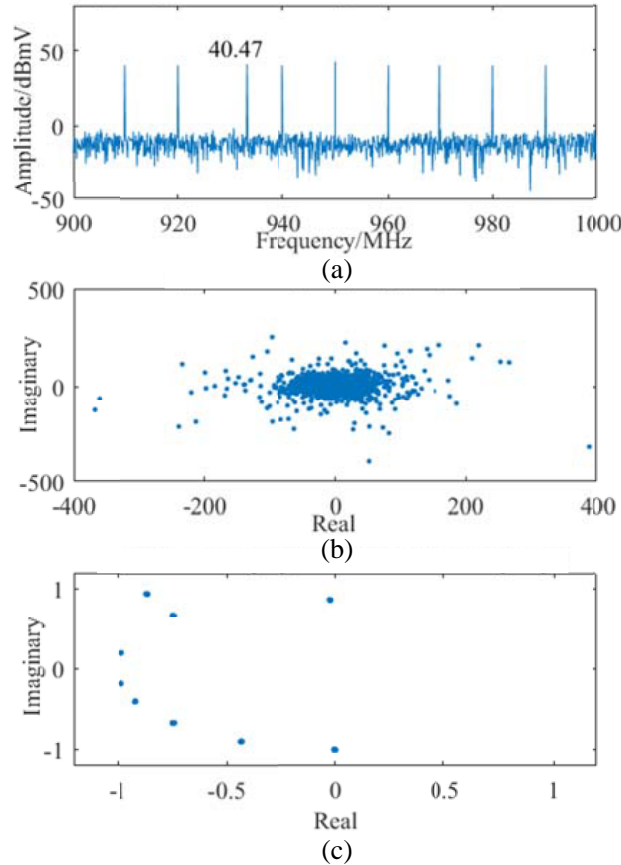 50
40.47
0
-50
Amplitude/dBmV
900 920 940 960 980 1000
Frequency/MHz
(a)
500
0
-500
Imaginary
-400 -200 0 200 400
Real
(b)
1
0
-1
Imaginary
-1 -0.5 0 0.5 1
Real
(c)